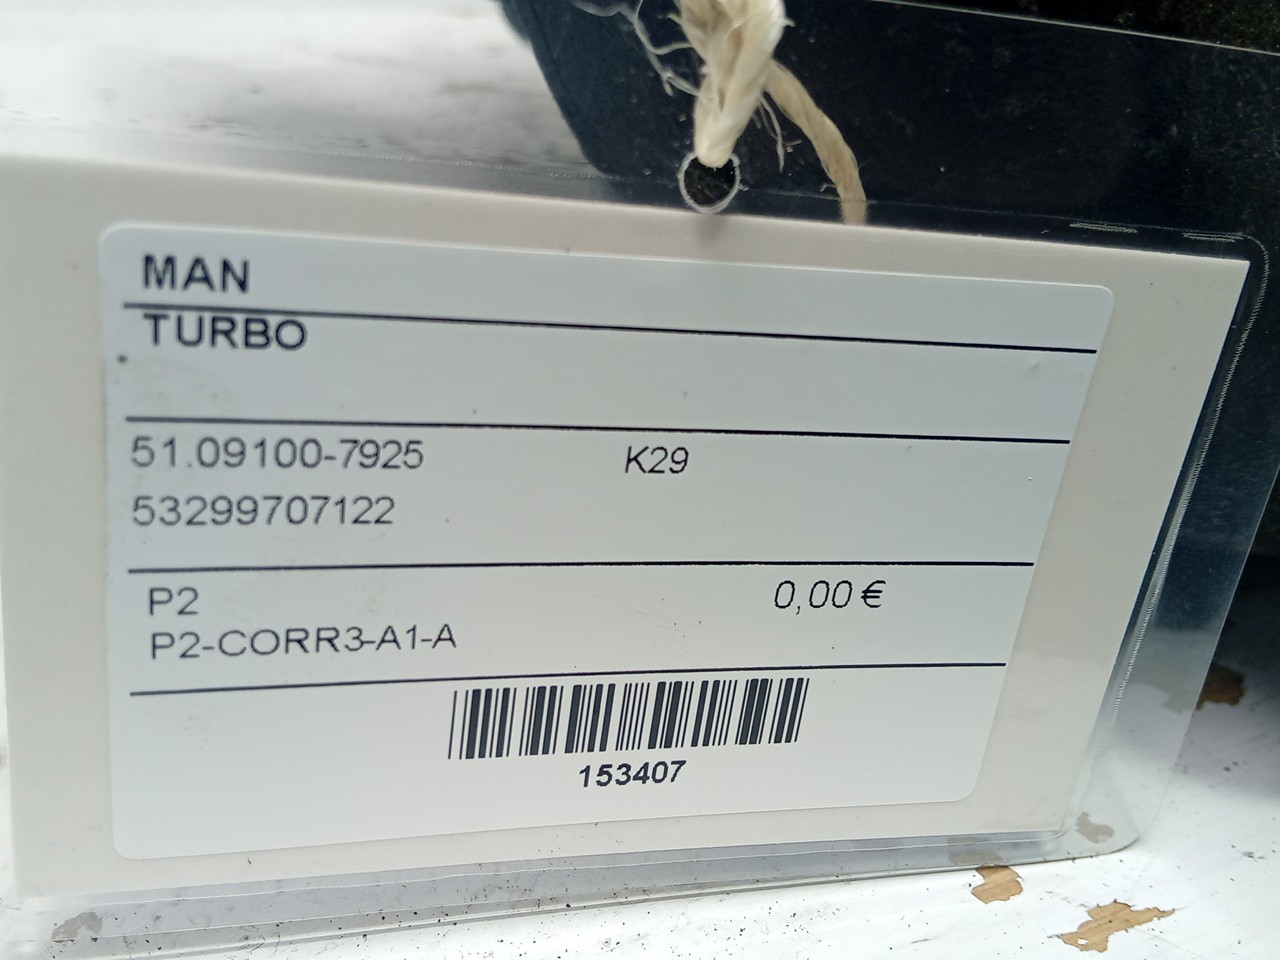 MAN
TURBO
51.09100-7925 K29
53299707122
P2 0,00 €
P2-CORR3-A1-A
153407